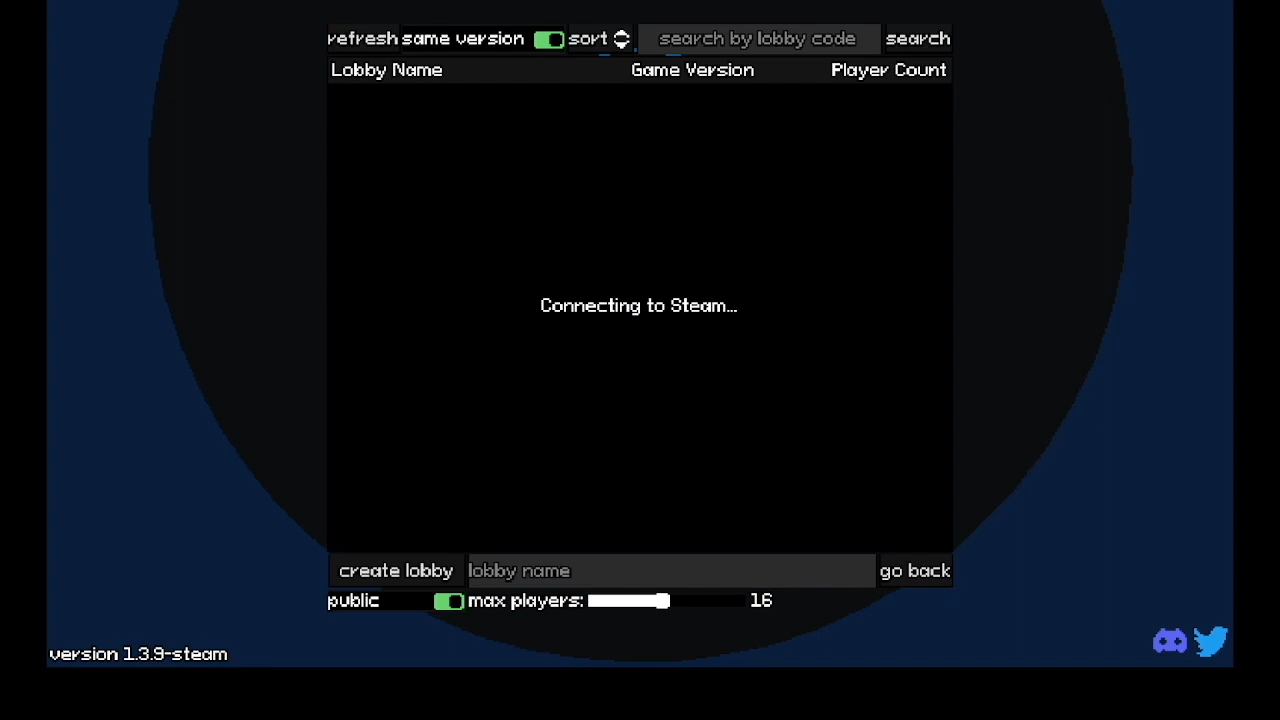 refresh same version sort search by lobby code search
Lobby Name Game Version Player Count
Connecting to Steam...
create lobby lobby name go back
public max players: 16
version 1.3.9-steam